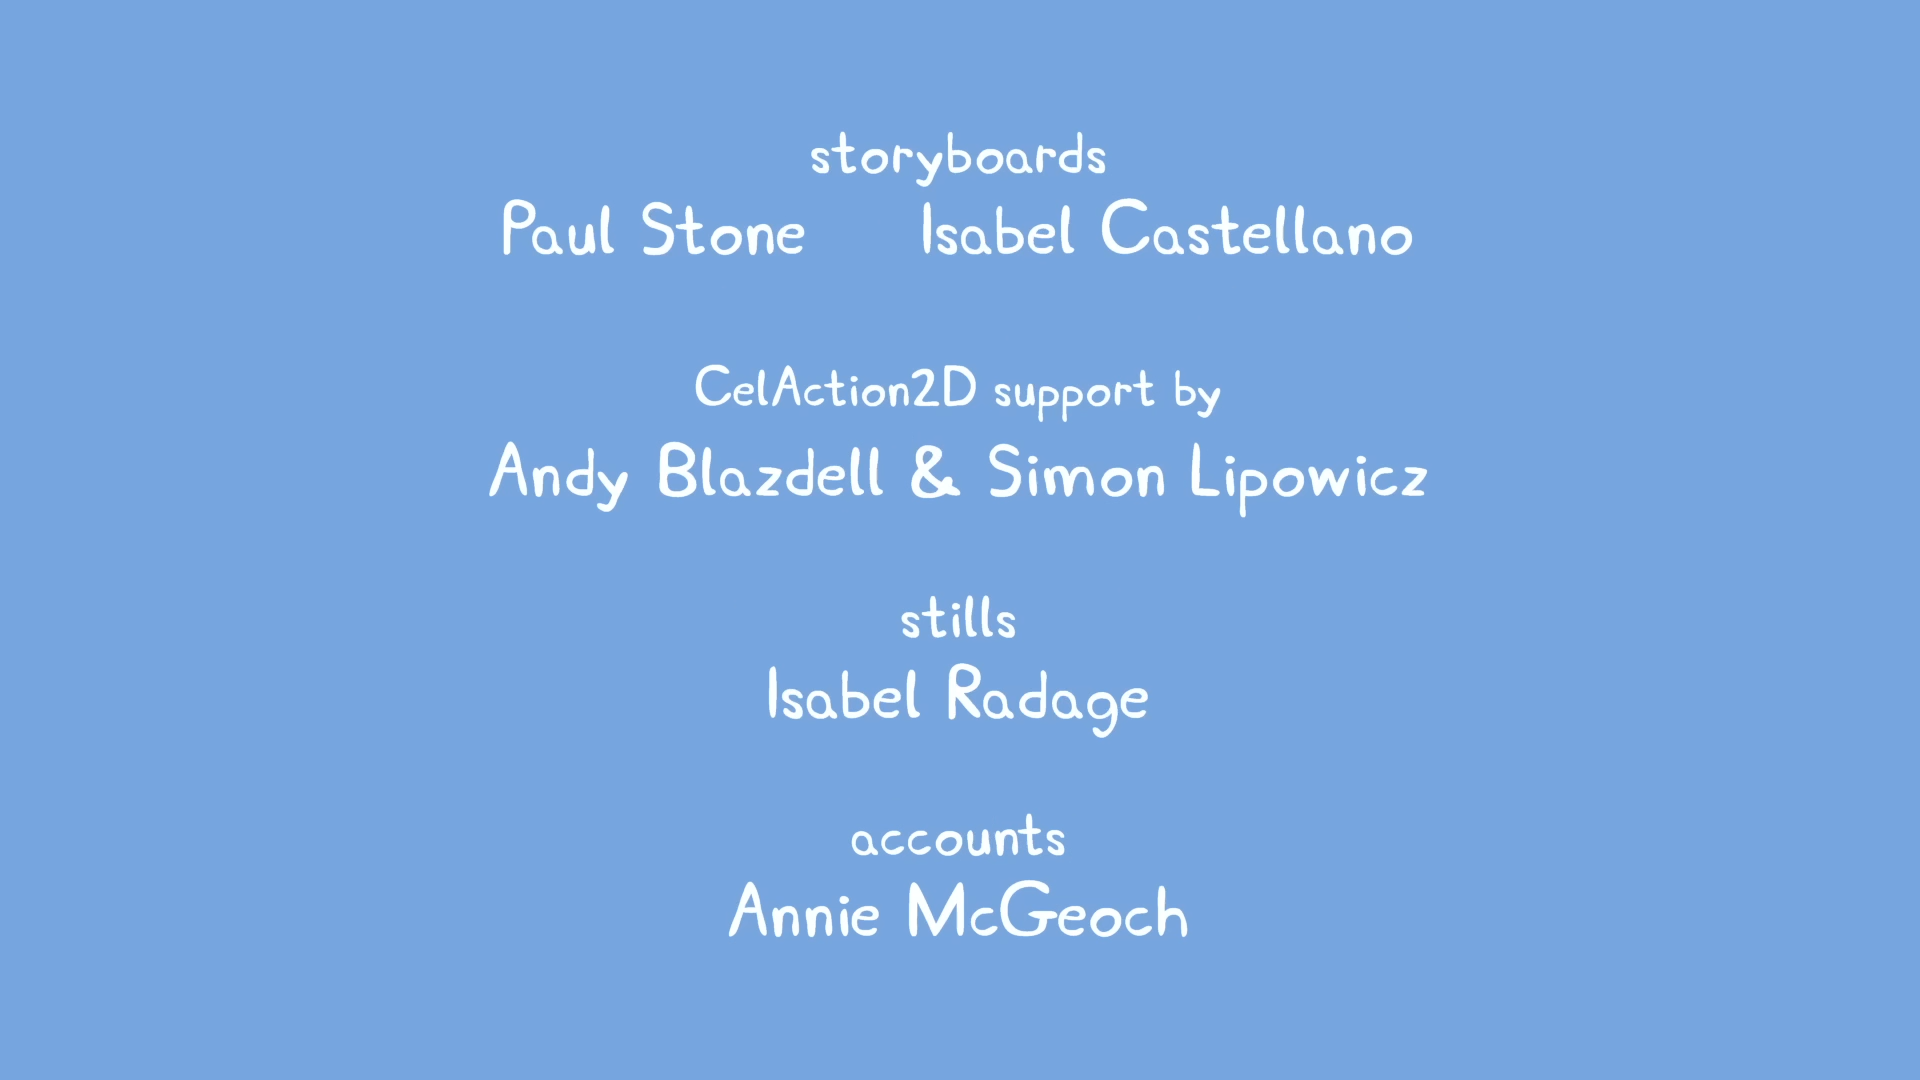 storyboards
Paul Stone Isabel Castellano
CelAction2D support by
Andy Blazdell & Simon Lipowicz
stills
Isabel Radage
accounts
Annie McGeoch